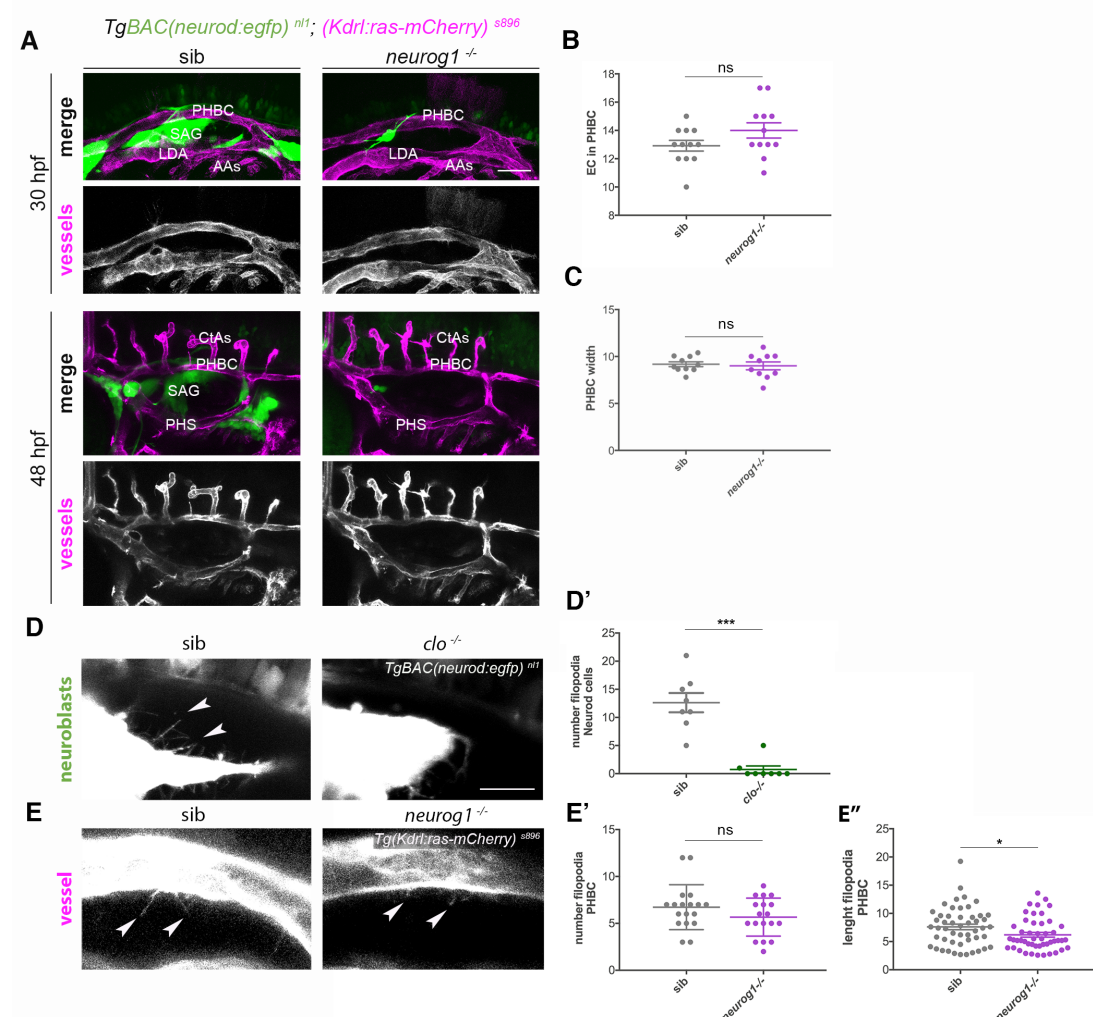 TgBAC(neurod:egfp) nl1; (Kdrl:ras-mCherry) s896
A
sib
neurog1 -/-
30 hpf
merge
PHBC
SAG
LDA
AAs
PHBC
LDA
AAs
vessels
48 hpf
merge
CtAs
PHBC
SAG
PHS
CtAs
PHBC
PHS
vessels
B
ns
EC in PHBC
18
16
14
12
10
8
sib
neurog1-/-
C
ns
PHBC width
15
10
5
0
sib
neurog1-/-
D
sib
clo -/-
neuroblasts
TgBAC(neurod:egfp) nl1
D'
***
number filopodia
Neurod cells
25
20
15
10
5
0
sib
clo-/-
E
sib
neurog1 -/-
vessel
Tg(Kdrl:ras-mCherry) s896
E'
ns
number filopodia
PHBC
15
10
5
0
sib
neurog1-/-
E"
*
lenght filopodia
PHBC
25
20
15
10
5
0
sib
neurog1-/-